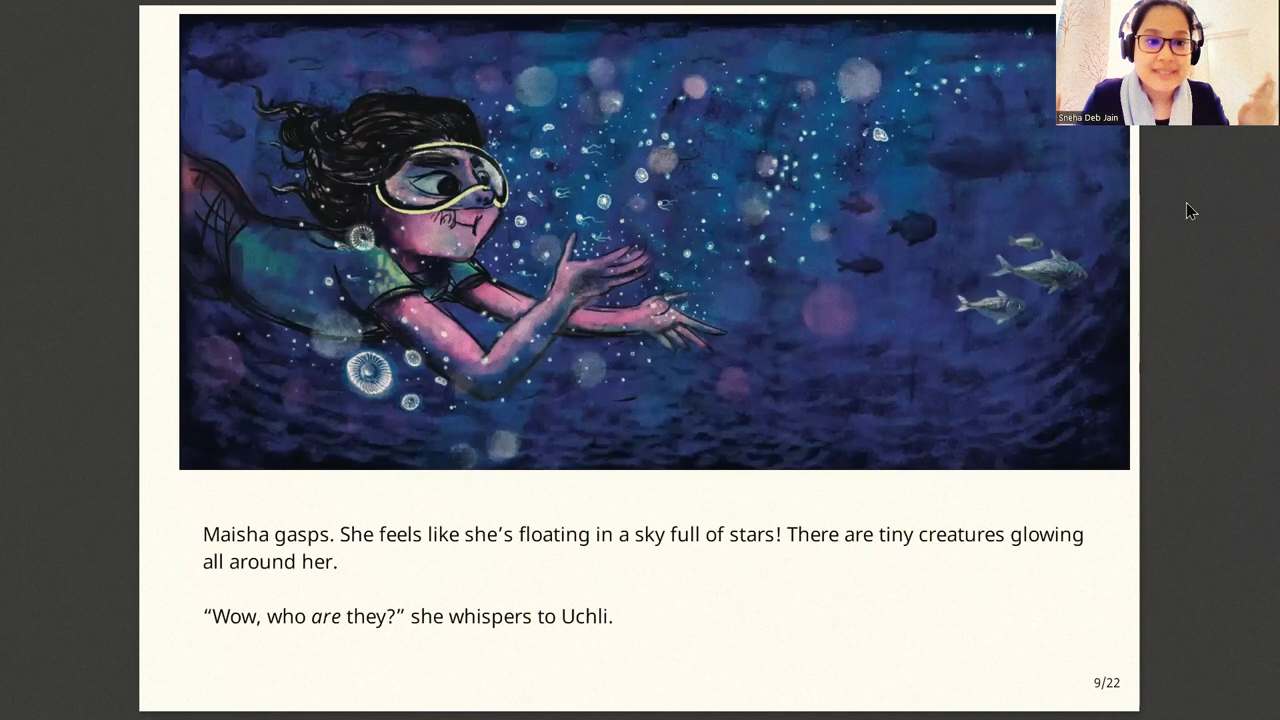 Sneha Deb Jain
Maisha gasps. She feels like she’s floating in a sky full of stars! There are tiny creatures glowing
all around her.
“Wow, who are they?” she whispers to Uchli.
9/22